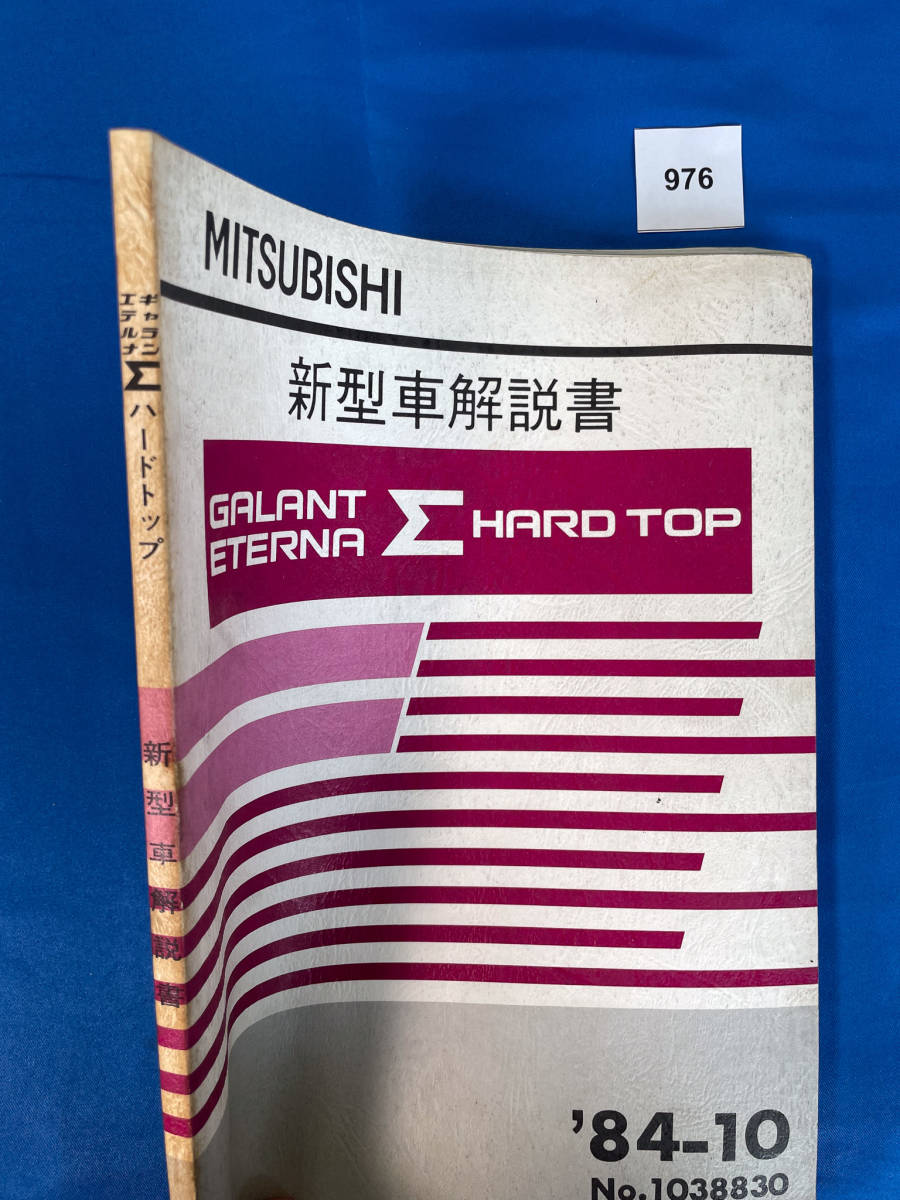 976
MITSUBISHI
新型車解説書
GALANT
ETERNA
Σ HARD TOP
'84-10
No.1038830
ギャラン
エテルナ
Σハードトップ
新型車解説書